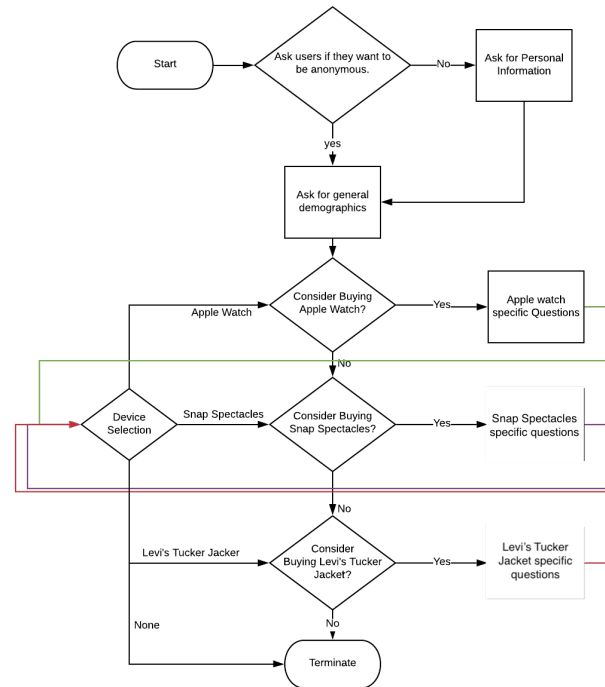 Start
Ask users if they want to
be anonymous.
No
Ask for Personal
Information
yes
Ask for general
demographics
Consider Buying
Apple Watch?
Yes
Apple watch
specific Questions
Apple Watch
No
Device
Selection
Snap Spectacles
Consider Buying
Snap Spectacles?
Yes
Snap Spectacles
specific questions
No
Levi's Tucker Jacker
Consider
Buying Levi's Tucker
Jacket?
Yes
Levi's Tucker
Jacket specific
questions
No
None
Terminate